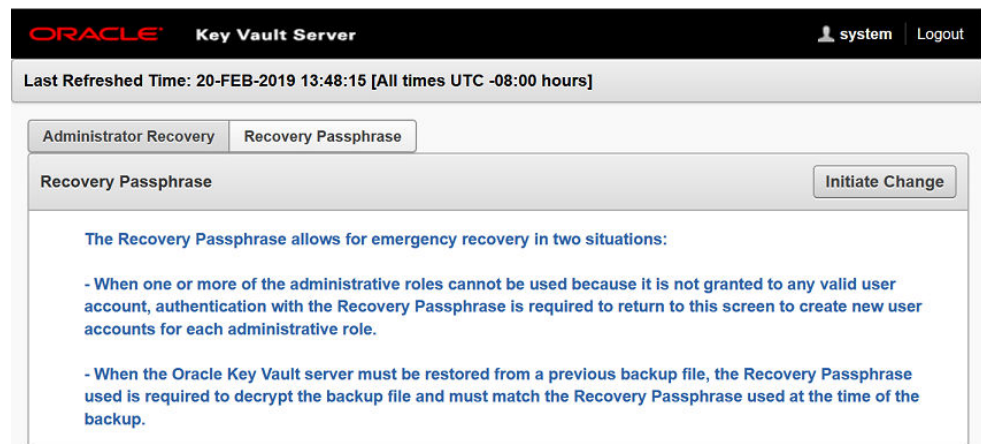 ORACLE Key Vault Server system Logout
Last Refreshed Time: 20-FEB-2019 13:48:15 [All times UTC -08:00 hours]
Administrator Recovery Recovery Passphrase
Recovery Passphrase Initiate Change
The Recovery Passphrase allows for emergency recovery in two situations:
- When one or more of the administrative roles cannot be used because it is not granted to any valid user
account, authentication with the Recovery Passphrase is required to return to this screen to create new user
accounts for each administrative role.
- When the Oracle Key Vault server must be restored from a previous backup file, the Recovery Passphrase
used is required to decrypt the backup file and must match the Recovery Passphrase used at the time of the
backup.